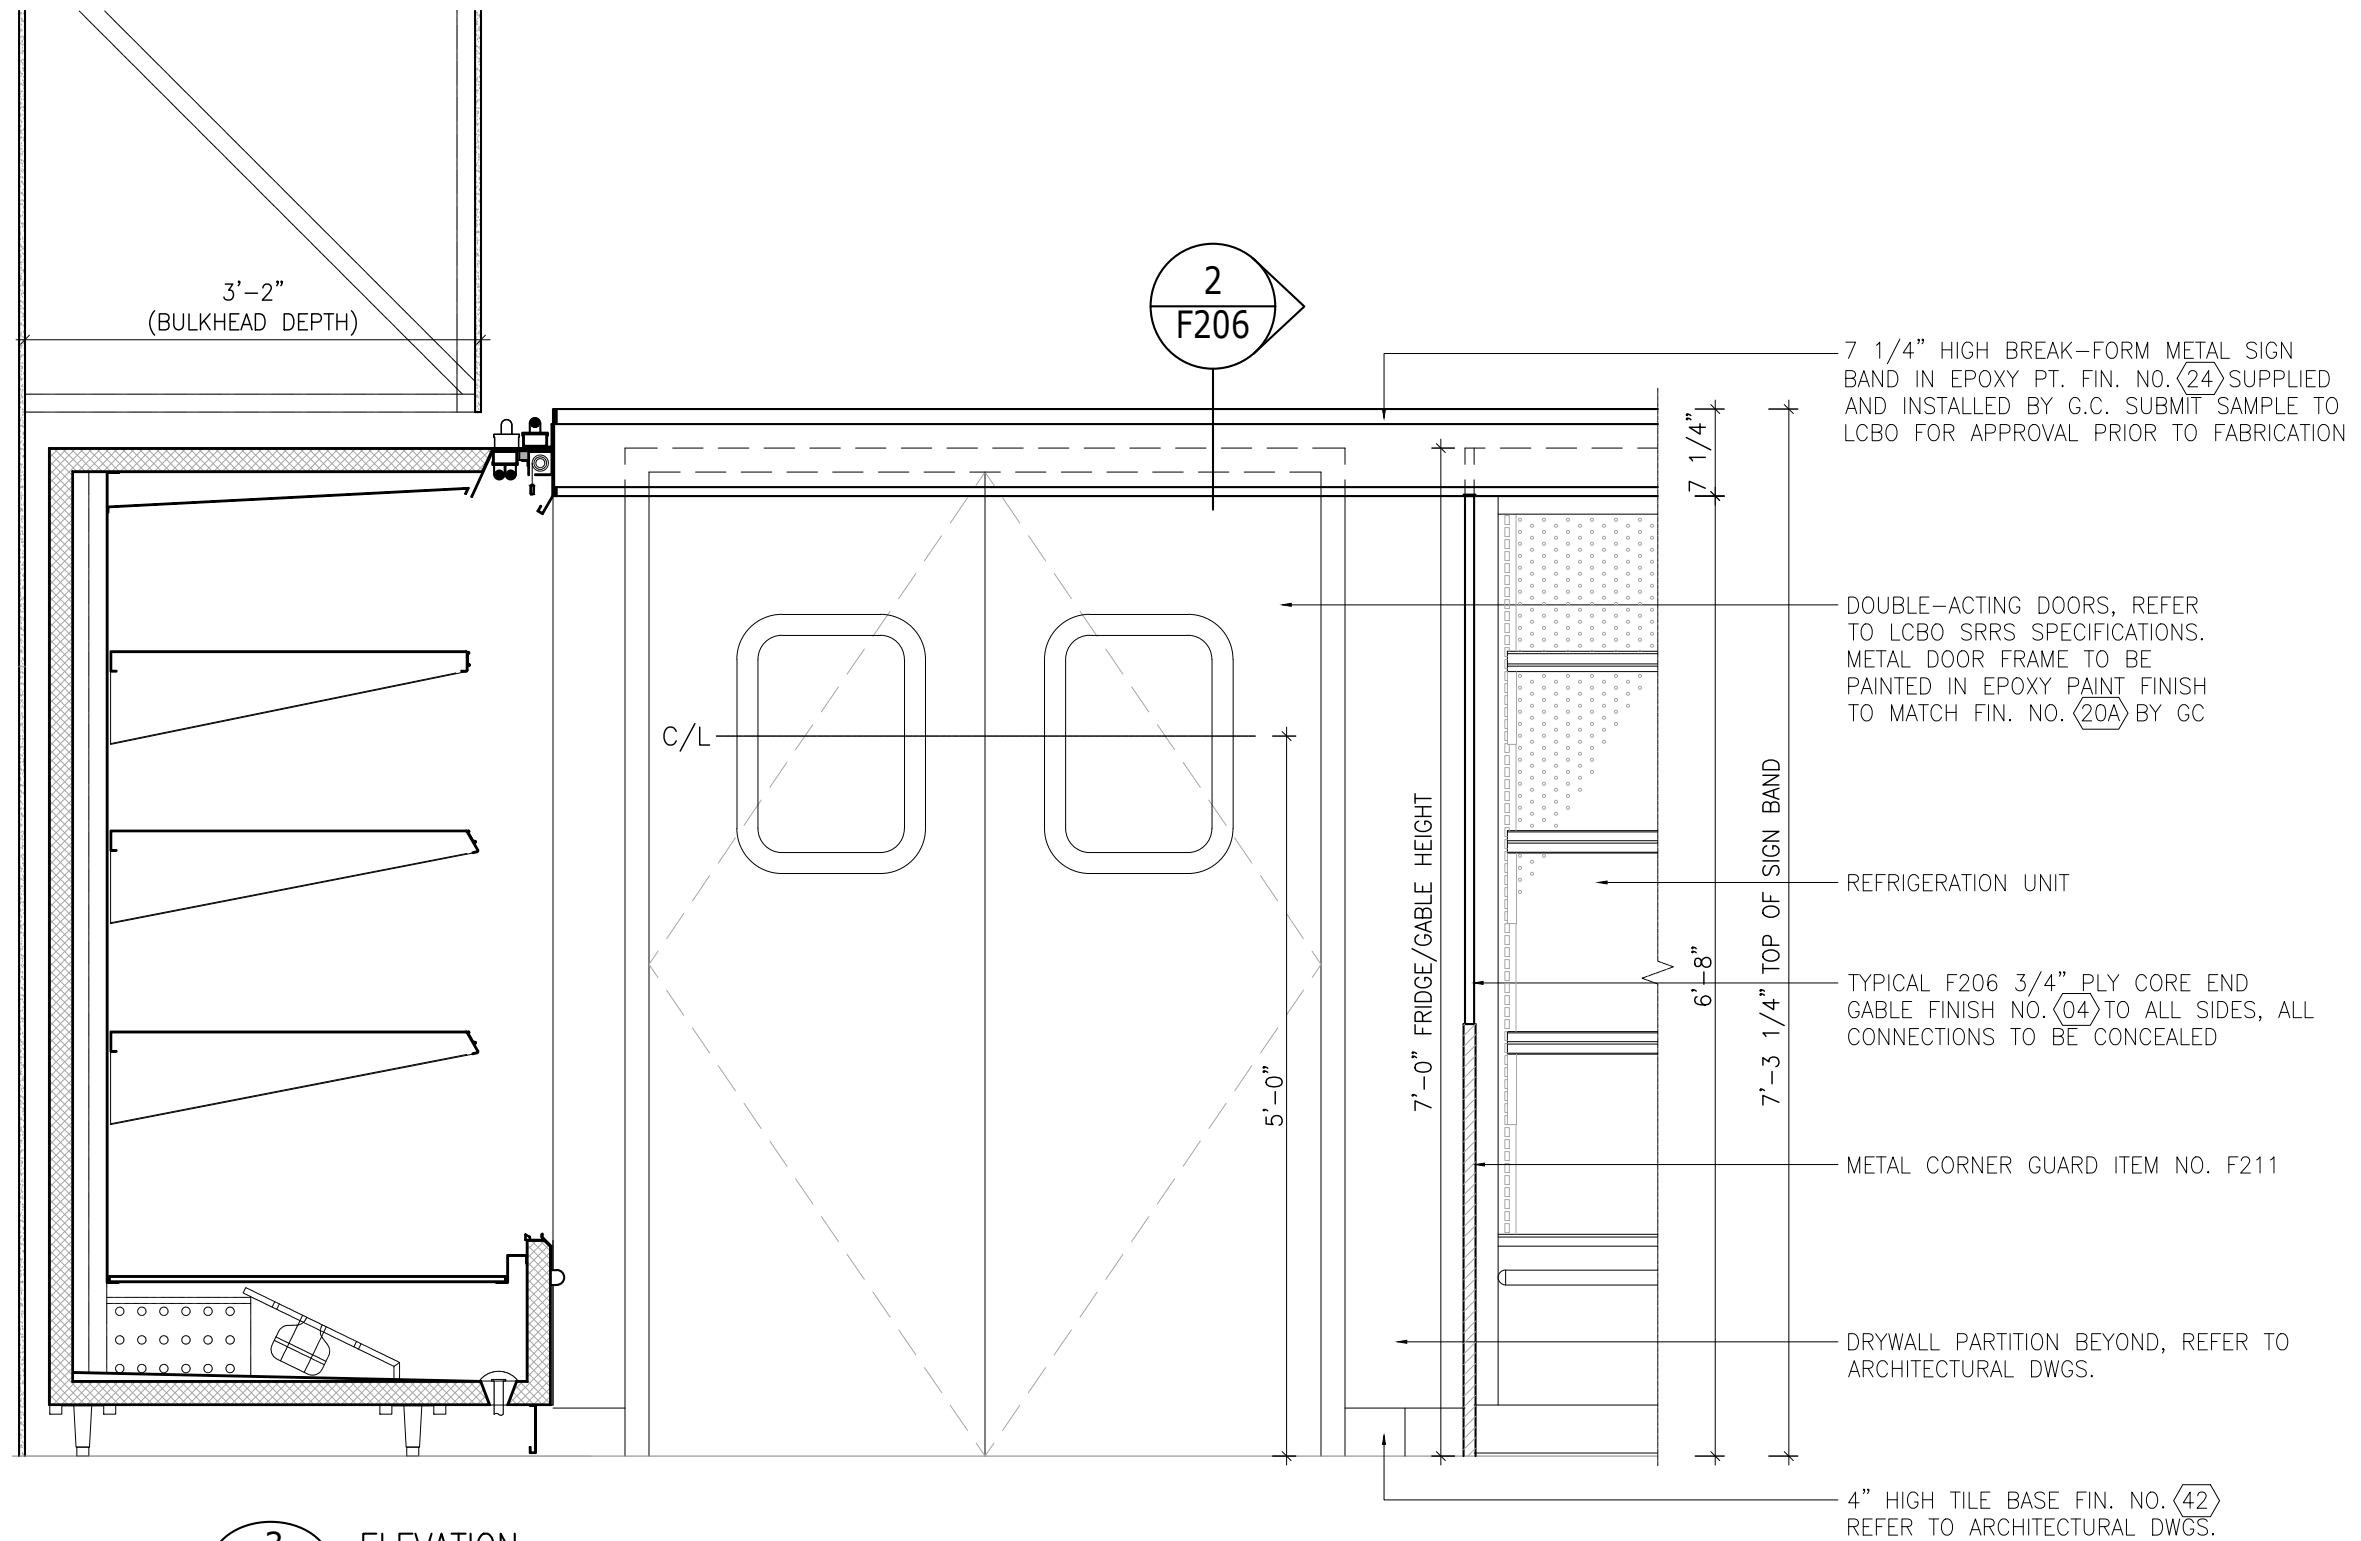 3'-2"
(BULKHEAD DEPTH)
2
F206
7 1/4" HIGH BREAK-FORM METAL SIGN
BAND IN EPOXY PT. FIN. NO. 24 SUPPLIED
AND INSTALLED BY G.C. SUBMIT SAMPLE TO
LCBO FOR APPROVAL PRIOR TO FABRICATION
7 1/4"
DOUBLE-ACTING DOORS, REFER
TO LCBO SRRS SPECIFICATIONS.
METAL DOOR FRAME TO BE
PAINTED IN EPOXY PAINT FINISH
TO MATCH FIN. NO. 20A BY GC
C/L
5'-0"
7'-0" FRIDGE/GABLE HEIGHT
6'-8"
7'-3 1/4" TOP OF SIGN BAND
REFRIGERATION UNIT
TYPICAL F206 3/4" PLY CORE END
GABLE FINISH NO. 04 TO ALL SIDES, ALL
CONNECTIONS TO BE CONCEALED
METAL CORNER GUARD ITEM NO. F211
DRYWALL PARTITION BEYOND, REFER TO
ARCHITECTURAL DWGS.
4" HIGH TILE BASE FIN. NO. 42
REFER TO ARCHITECTURAL DWGS.
ELEVATION